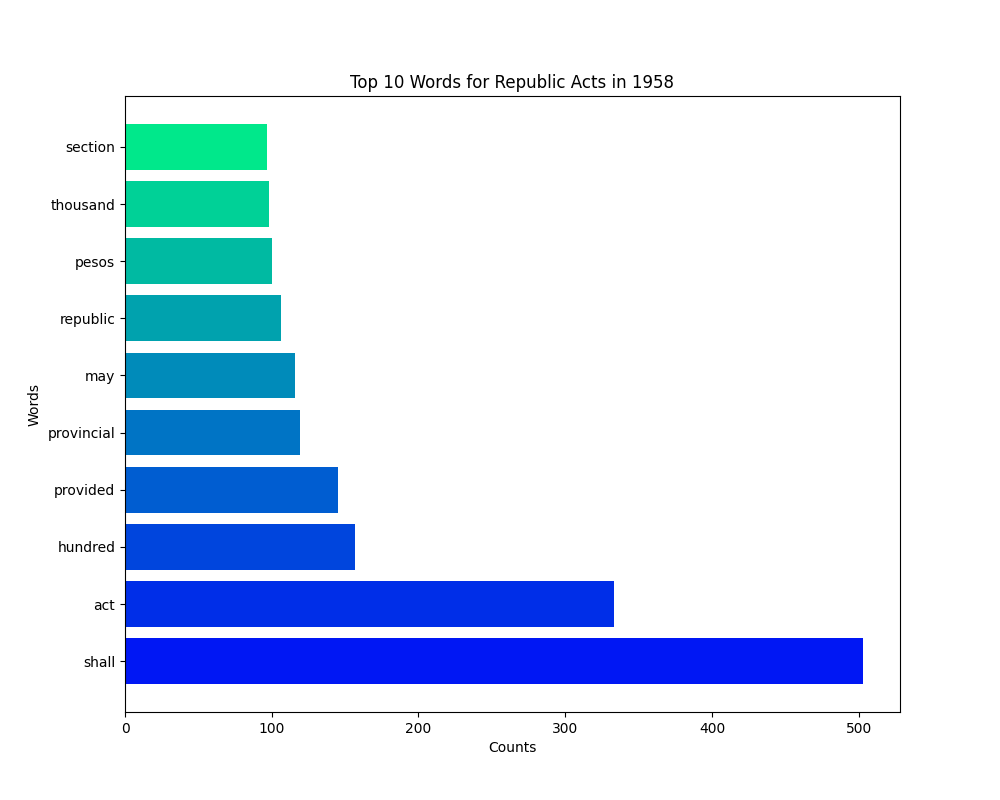 Top 10 Words for Republic Acts in 1958
Words
section
thousand
pesos
republic
may
provincial
provided
hundred
act
shall
0 100 200 300 400 500
Counts